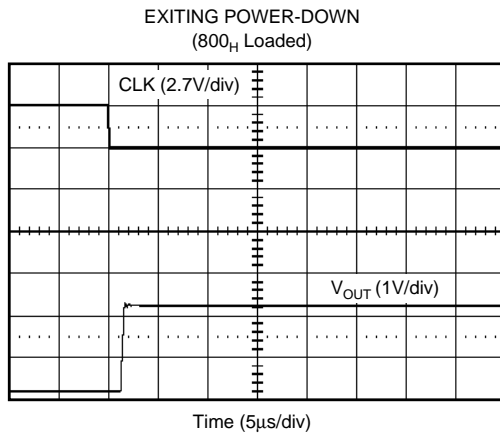 EXITING POWER-DOWN
(800H Loaded)
CLK (2.7V/div)
VOUT (1V/div)
Time (5μs/div)